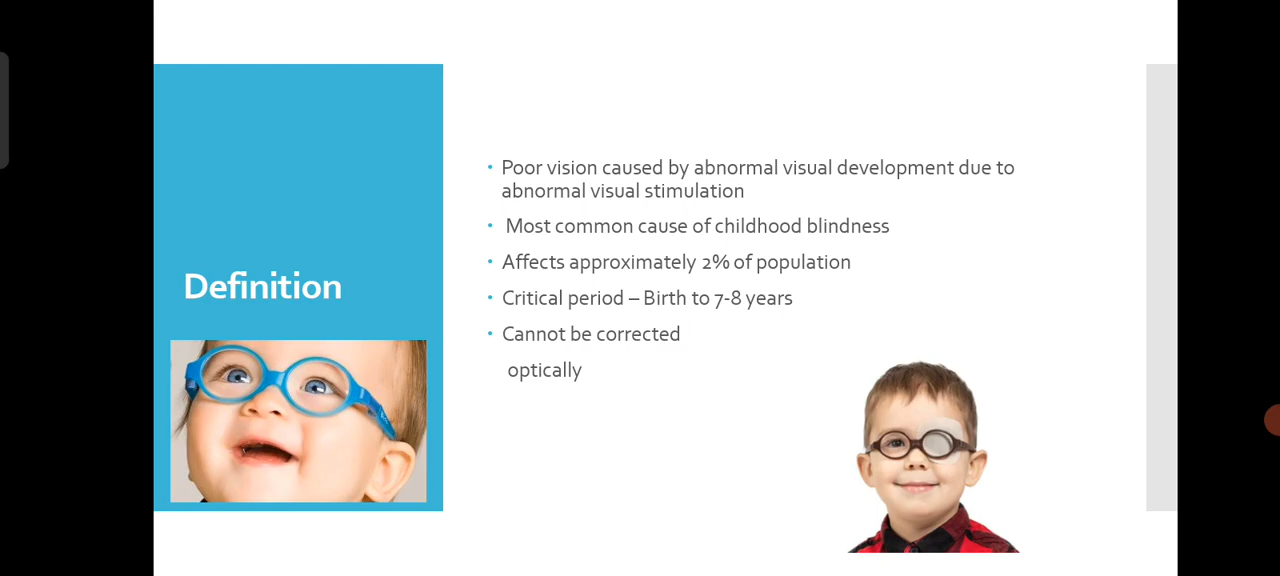 Definition
• Poor vision caused by abnormal visual development due to
abnormal visual stimulation
• Most common cause of childhood blindness
• Affects approximately 2% of population
• Critical period – Birth to 7-8 years
• Cannot be corrected
optically